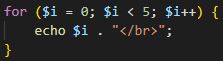 for ($i = 0; $i < 5; $i++) {
    echo $i . "</br>";
}